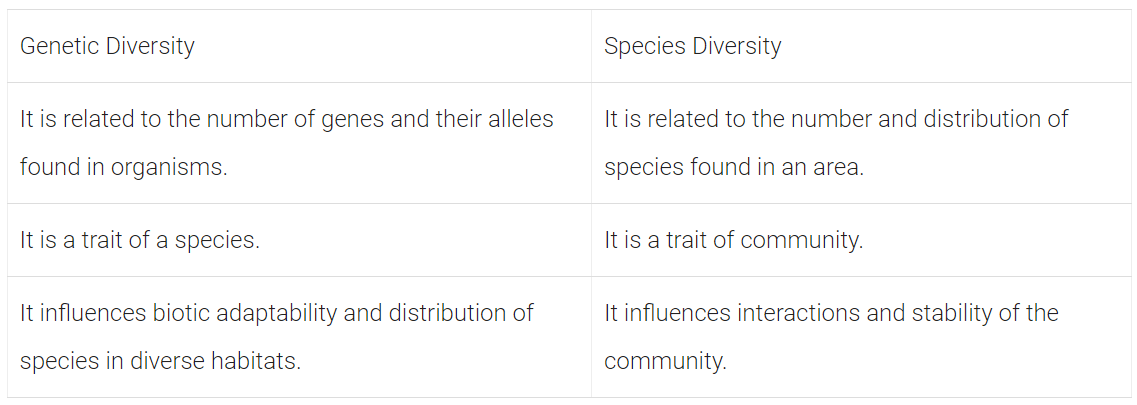 Genetic Diversity
Species Diversity
It is related to the number of genes and their alleles
found in organisms.
It is related to the number and distribution of
species found in an area.
It is a trait of a species.
It is a trait of community.
It influences biotic adaptability and distribution of
species in diverse habitats.
It influences interactions and stability of the
community.